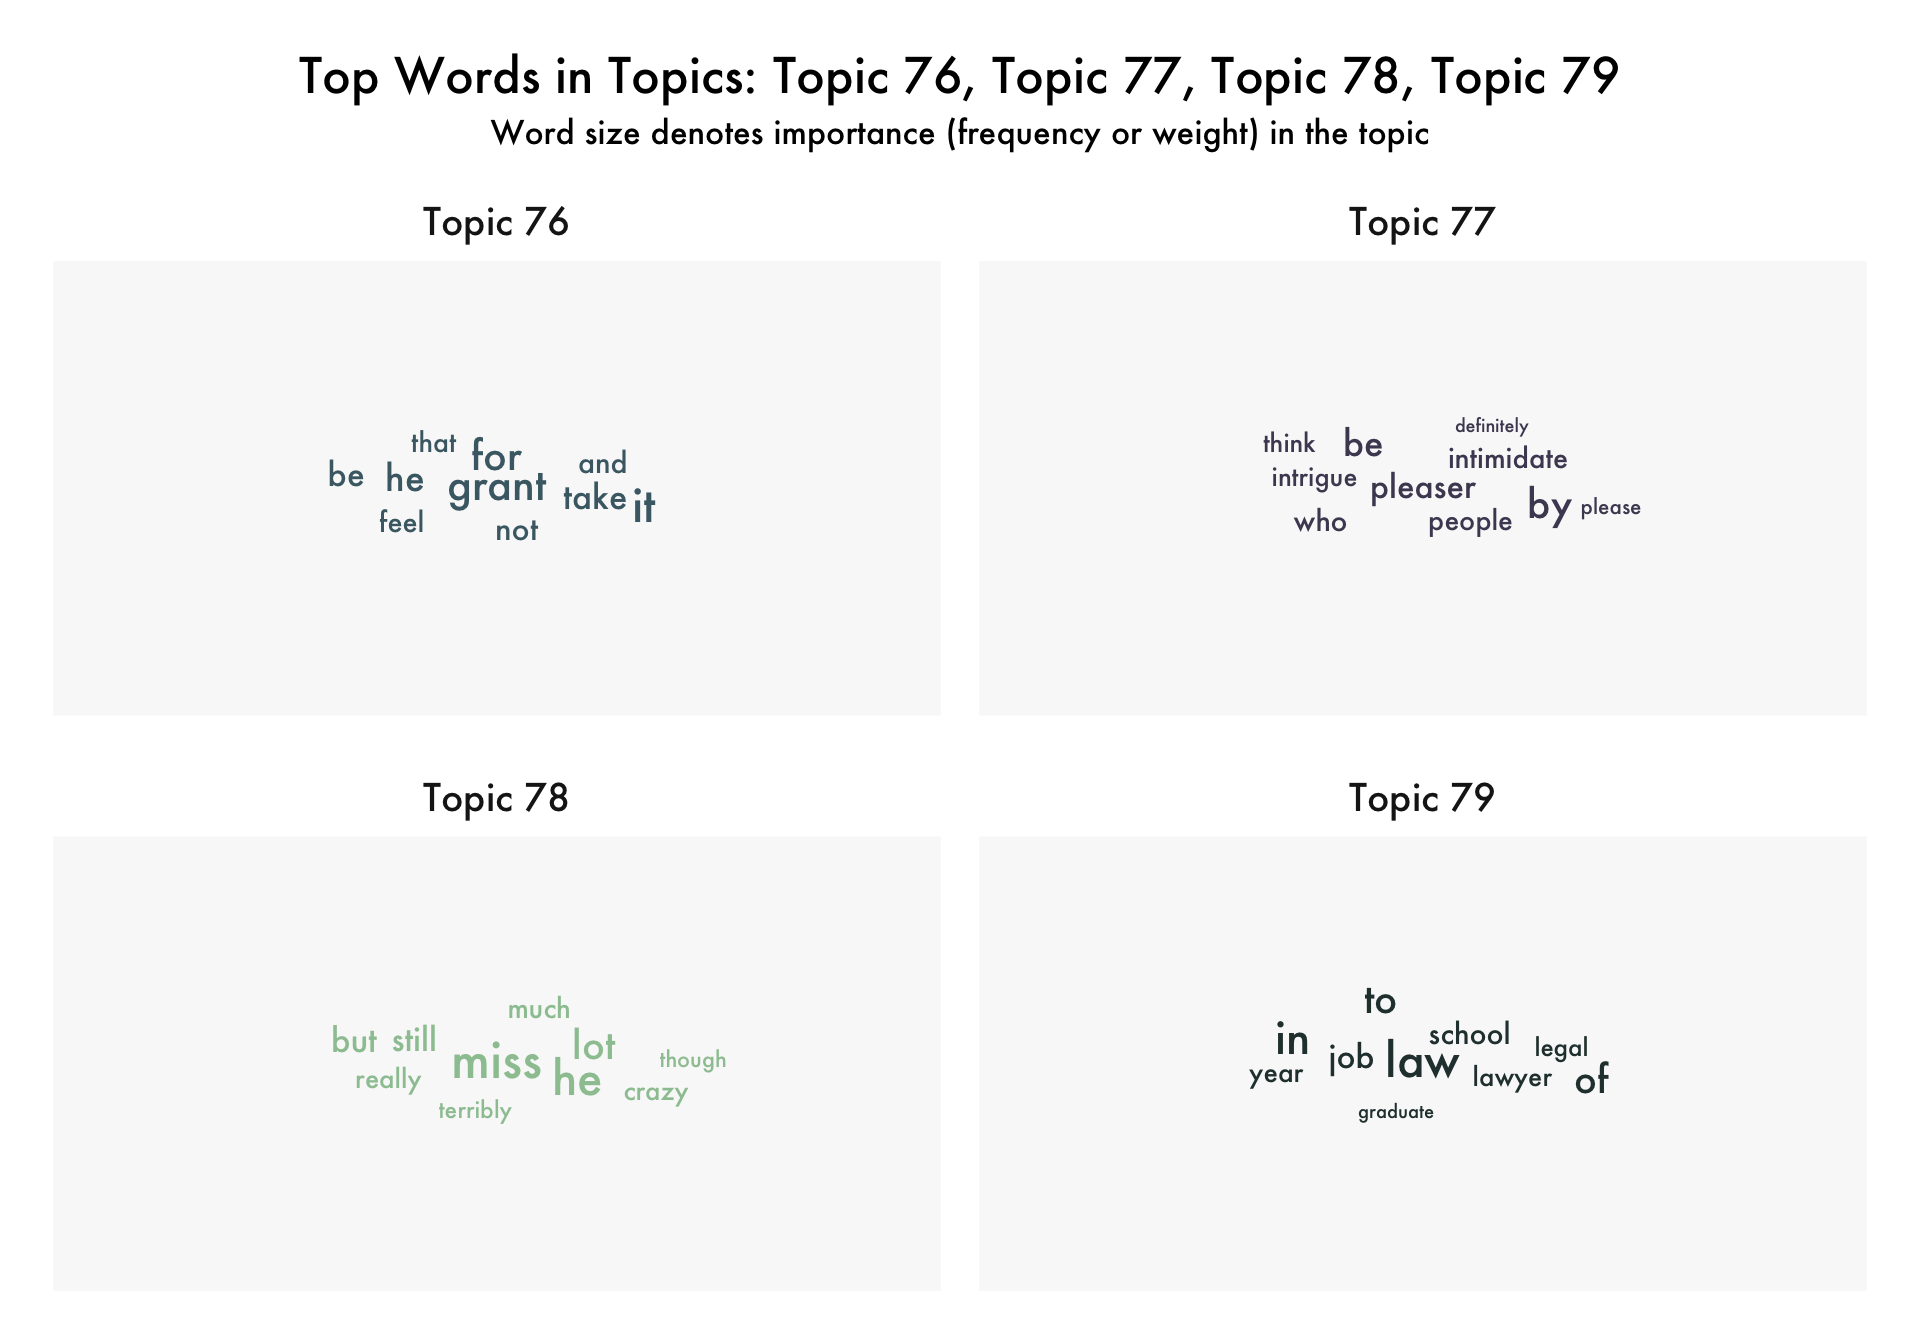 Top Words in Topics: Topic 76, Topic 77, Topic 78, Topic 79
Word size denotes importance (frequency or weight) in the topic
Topic 76
that for and
be he grant take it
feel not
Topic 77
definitely
think be intimidate
intrigue pleaser by please
who people
Topic 78
much
but still miss lot though
really he crazy
terribly
Topic 79
to
in school legal
year job law lawyer of
graduate